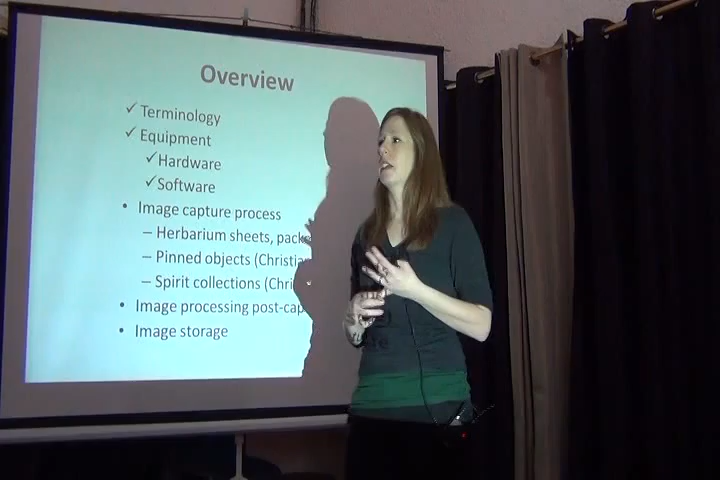 Overview
✓ Terminology
✓ Equipment
✓Hardware
✓Software
• Image capture process
– Herbarium sheets,
– Pinned objects
– Spirit collections
• Image processing
• Image storage